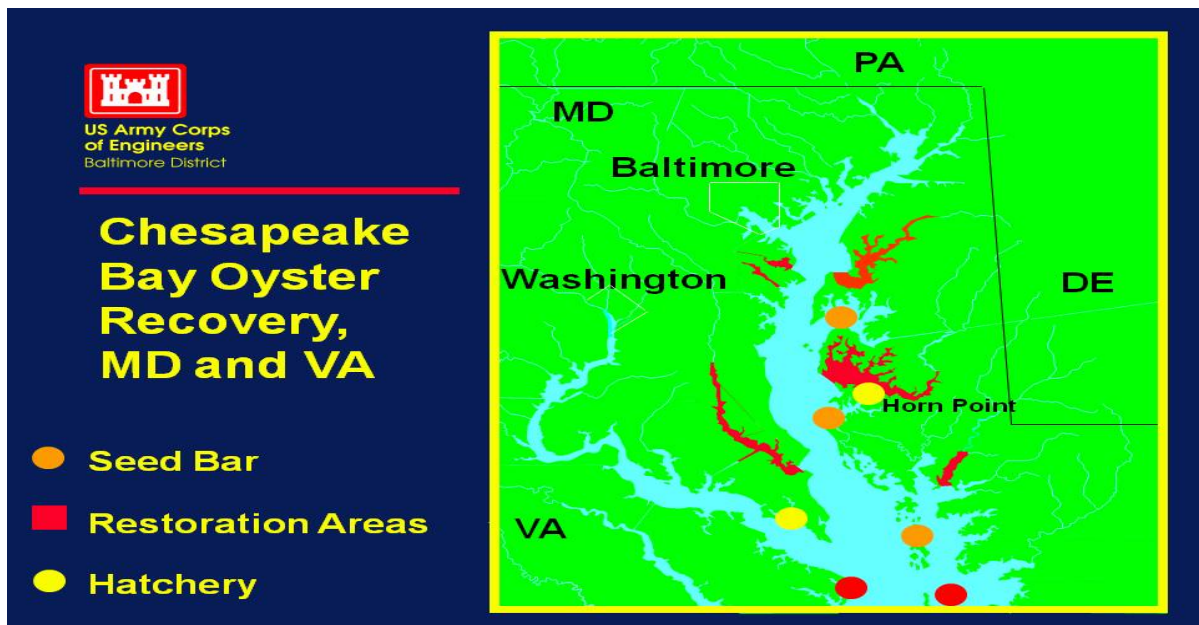 US Army Corps
of Engineers
Baltimore District
Chesapeake
Bay Oyster
Recovery,
MD and VA
Seed Bar
Restoration Areas
Hatchery
PA
MD
Baltimore
Washington
DE
Horn Point
VA